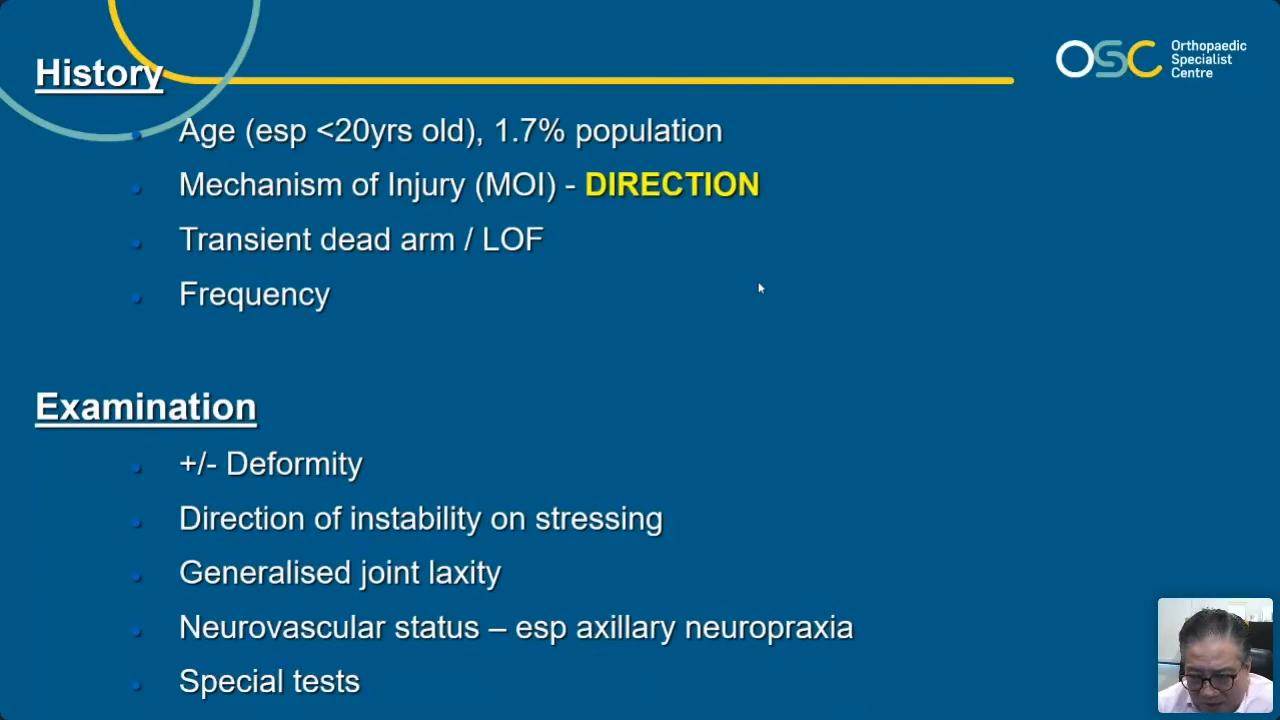 History
OSC
Orthopaedic
Specialist
Centre
Age (esp <20yrs old), 1.7% population
Mechanism of Injury (MOI) - DIRECTION
Transient dead arm / LOF
Frequency
Examination
+/- Deformity
Direction of instability on stressing
Generalised joint laxity
Neurovascular status – esp axillary neuropraxia
Special tests